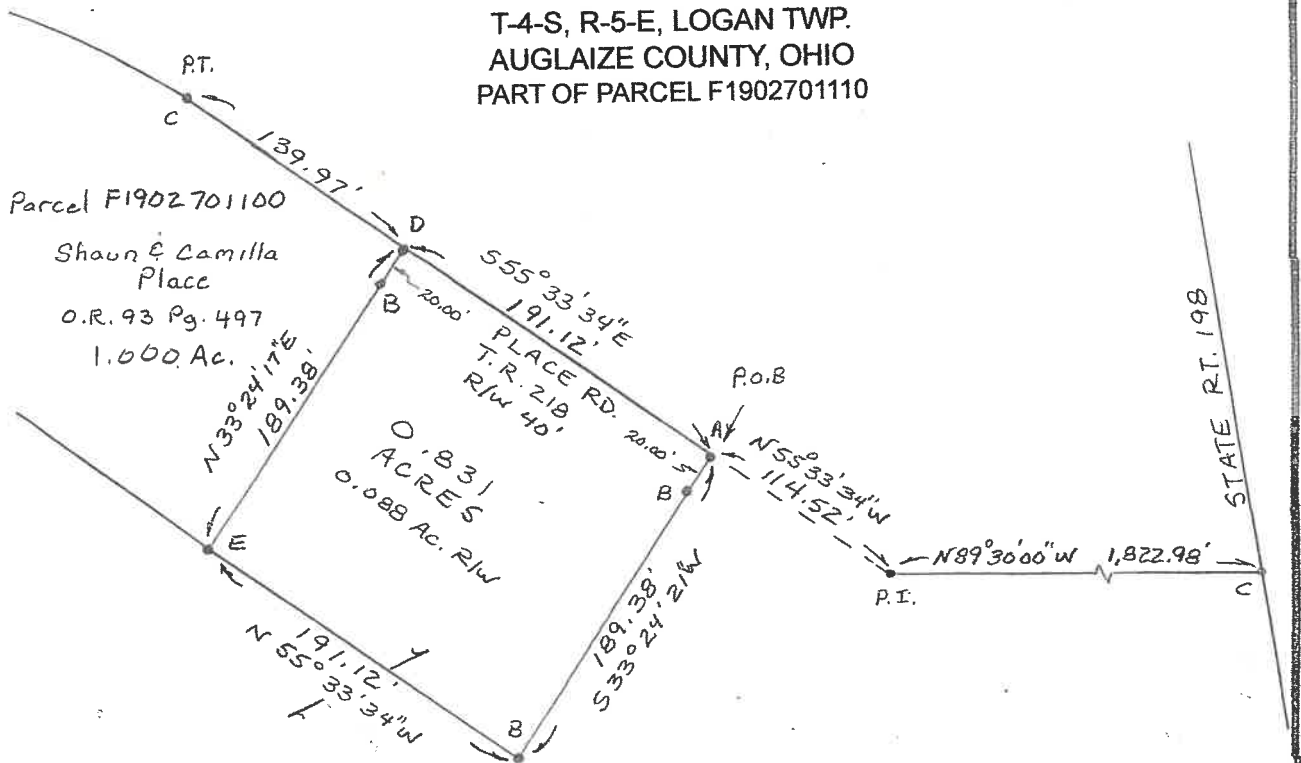 T-4-S, R-5-E, LOGAN TWP.
AUGLAIZE COUNTY, OHIO
PART OF PARCEL F1902701110
P.T.
C
139.97'
Parcel F1902701100
Shaun & Camilla
Place
O.R. 93 Pg. 497
1.000 Ac.
D
B
20.00'
S55°33'34"E
191.12'
PLACE RD.
T.R. 218
R/W 40'
STATE RT. 198
P.O.B
A
20.00'
B
N55°33'34"W
114.52'
N33°24'17"E
189.38'
0.831
ACRES
0.088 Ac. R/W
E
N89°30'00"W 1,822.98'
P.I.
C
189.38'
S33°24'21"W
191.12'
N55°33'34"W
B